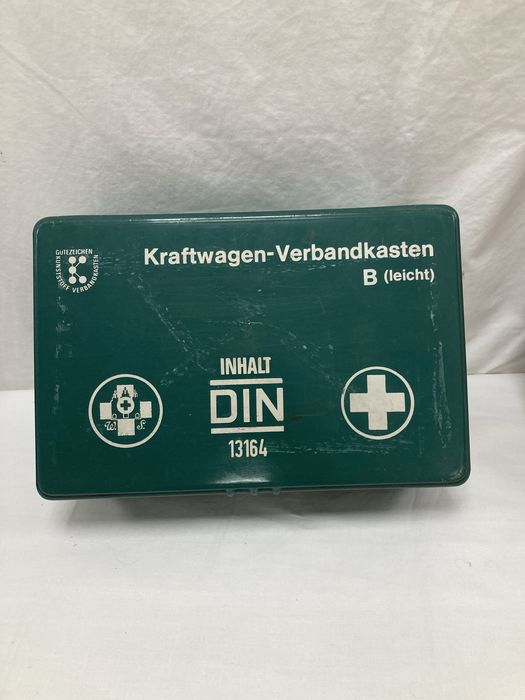 GÜTEZEICHEN
KUNSTSTOFF VERBANDKASTEN
Kraftwagen-Verbandkasten
B (leicht)
INHALT
DIN
13164
W. S.